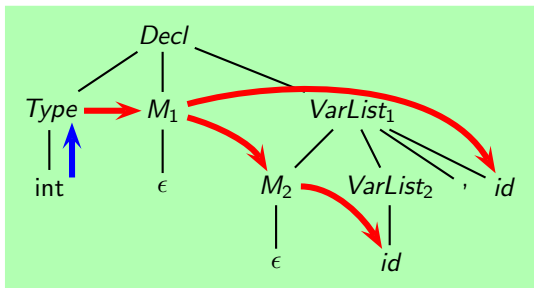 Decl
Type M₁ VarList₁
int ϵ M₂ VarList₂ , id
ϵ id